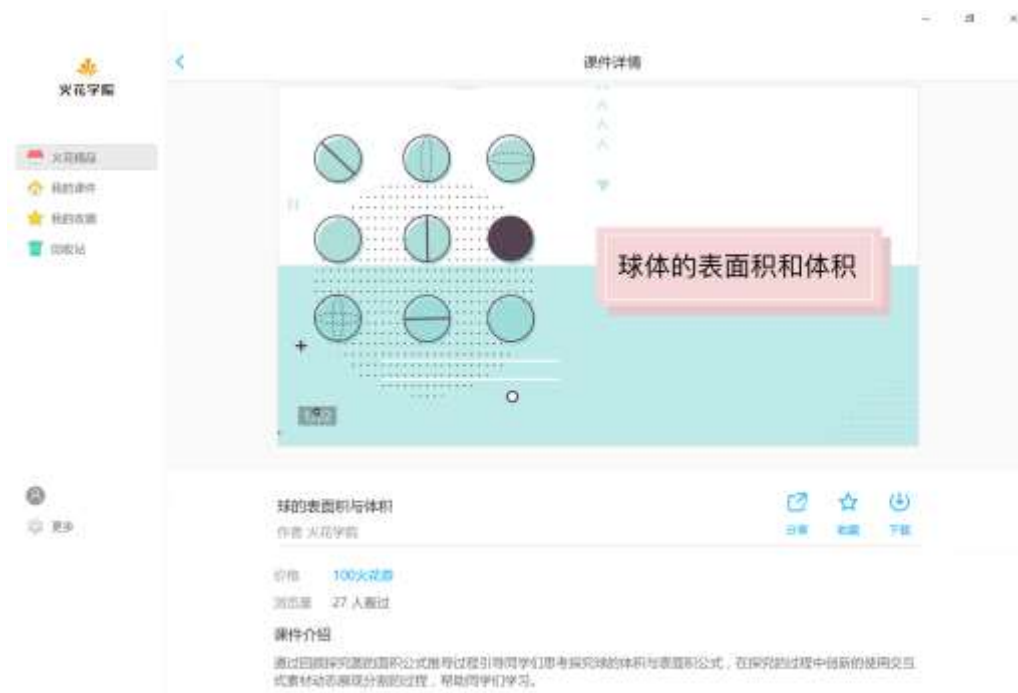 课件详情
火花学院
火花精品
我的课件
我的收藏
回收站
球体的表面积和体积
更多
球的表面积与体积
作者 火花学院
分享
收藏
下载
价格 100火花券
浏览量 27 人看过
课件介绍
通过回顾探究圆的面积公式推导过程引导同学们思考探究球的体积与表面积公式，在探究的过程中创新的使用交互
式素材动态展现分割的过程，帮助同学们学习。